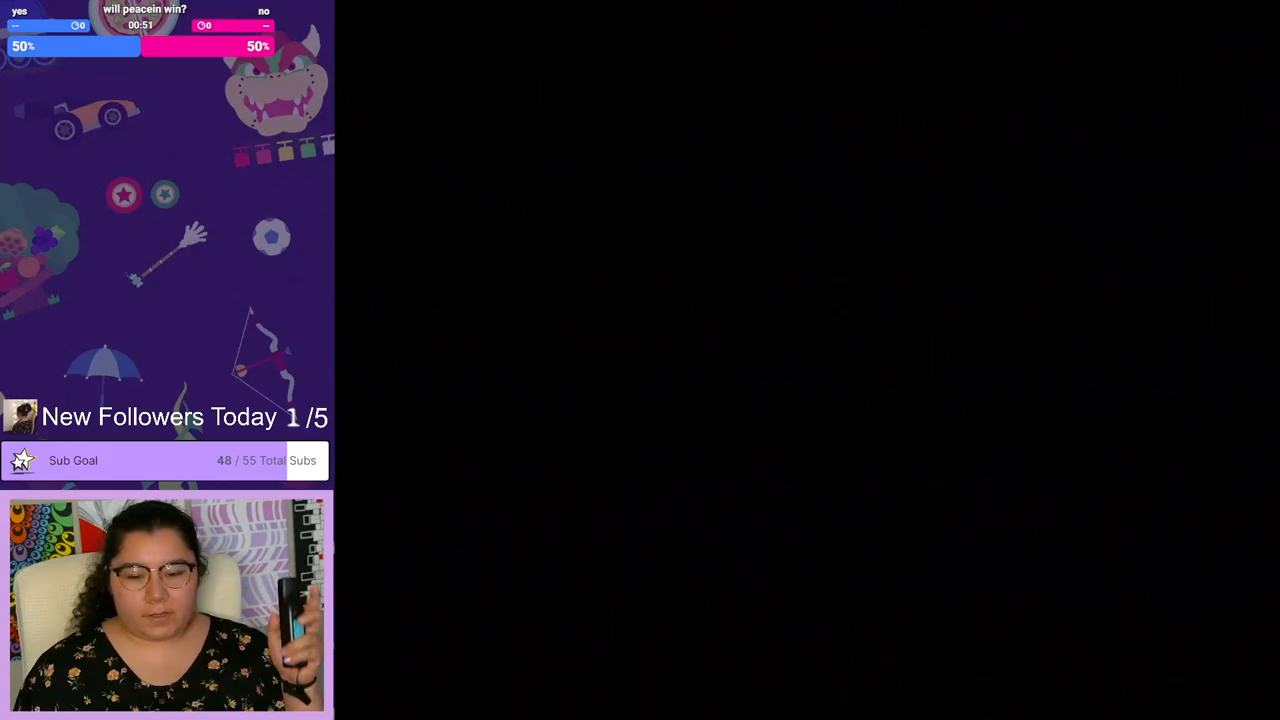 yes will peacein win? no
-- 0 00:51 0 --
50% 50%
New Followers Today 1 /5
Sub Goal 48 / 55 Total Subs